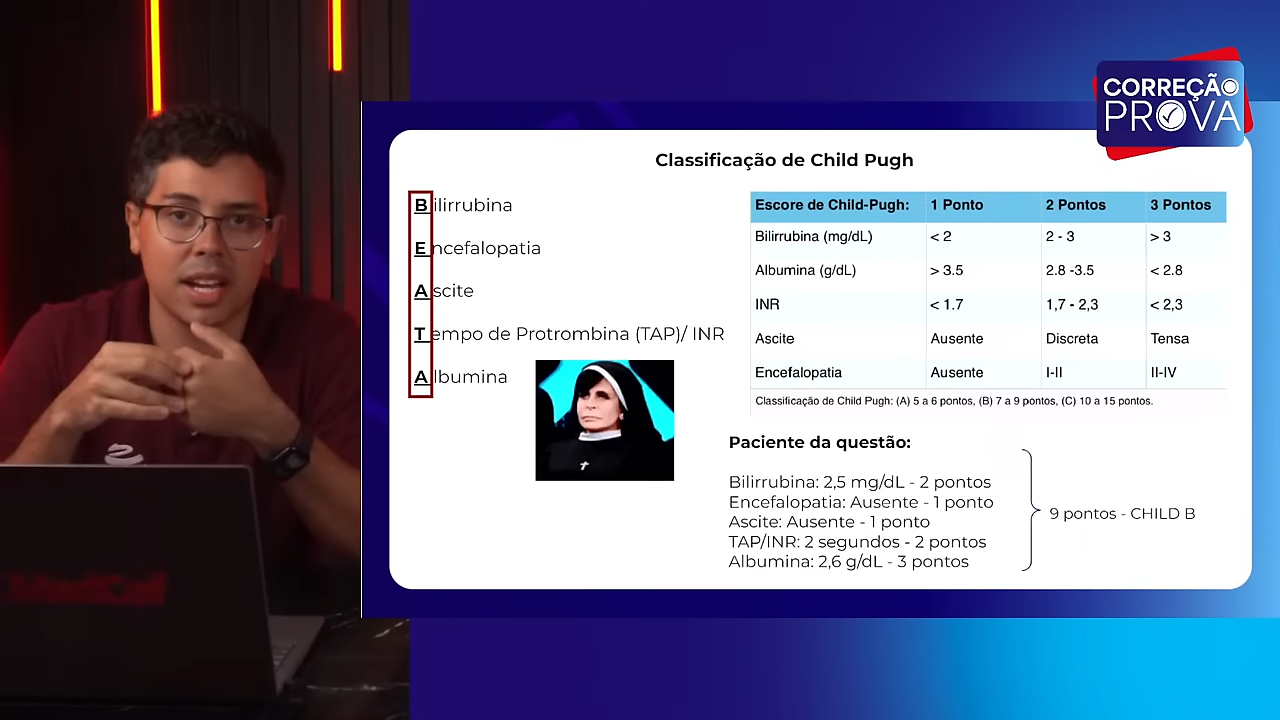 CORREÇÃO
PROVA
Classificação de Child Pugh
Bilirrubina
Encefalopatia
Ascite
Tempo de Protrombina (TAP)/ INR
Albumina
Escore de Child-Pugh: 1 Ponto 2 Pontos 3 Pontos
Bilirrubina (mg/dL) < 2 2 - 3 > 3
Albumina (g/dL) > 3.5 2.8 -3.5 < 2.8
INR < 1.7 1,7 - 2,3 < 2,3
Ascite Ausente Discreta Tensa
Encefalopatia Ausente I-II II-IV
Classificação de Child Pugh: (A) 5 a 6 pontos, (B) 7 a 9 pontos, (C) 10 a 15 pontos.
Paciente da questão:
Bilirrubina: 2,5 mg/dL - 2 pontos
Encefalopatia: Ausente - 1 ponto
Ascite: Ausente - 1 ponto
TAP/INR: 2 segundos - 2 pontos
Albumina: 2,6 g/dL - 3 pontos
9 pontos - CHILD B